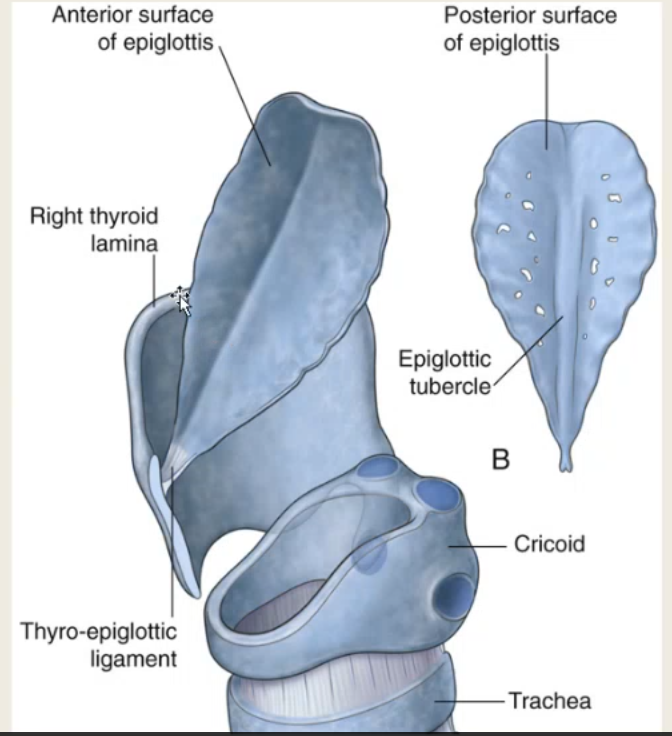 Anterior surface
of epiglottis
Posterior surface
of epiglottis
Right thyroid
lamina
Epiglottic
tubercle
B
Cricoid
Thyro-epiglottic
ligament
Trachea